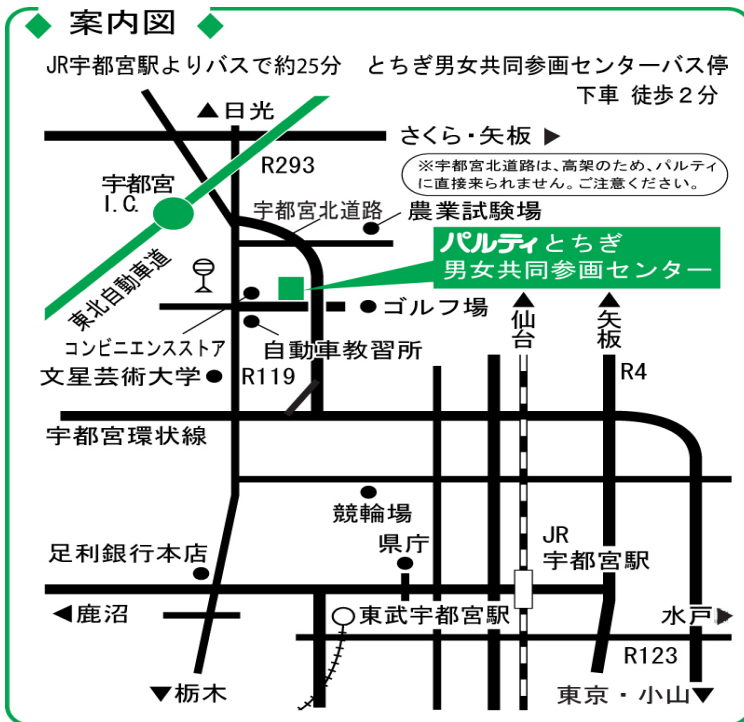 案内図
JR宇都宮駅よりバスで約25分　とちぎ男女共同参画センターバス停
下車 徒歩２分
▲日光
さくら・矢板 ▶
R293
※宇都宮北道路は、高架のため、パルティ
に直接来られません。ご注意ください。
宇都宮
I.C.
宇都宮北道路
農業試験場
パルティとちぎ
男女共同参画センター
東北自動車道
ゴルフ場
▲仙台
▲矢板
コンビニエンスストア
自動車教習所
文星芸術大学
R119
R4
宇都宮環状線
競輪場
県庁
JR
宇都宮駅
足利銀行本店
◀鹿沼
東武宇都宮駅
水戸▶
R123
▼栃木
東京・小山▼